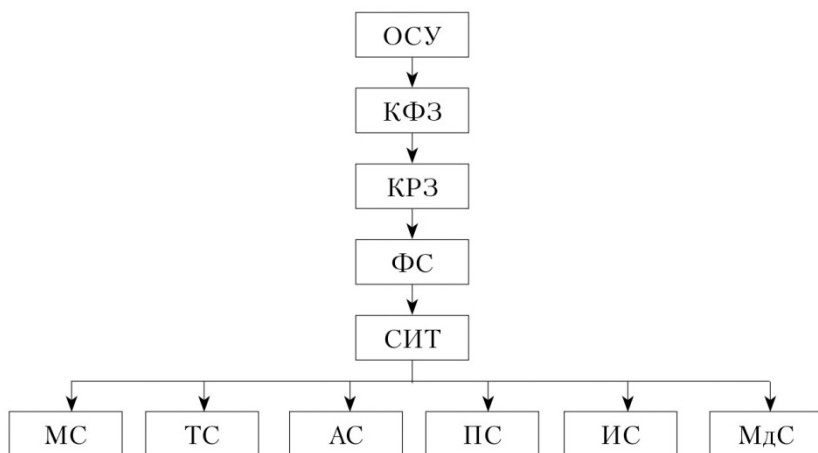 ОСУ
КФЗ
КРЗ
ФС
СИТ
МС ТС АС ПС ИС МдС